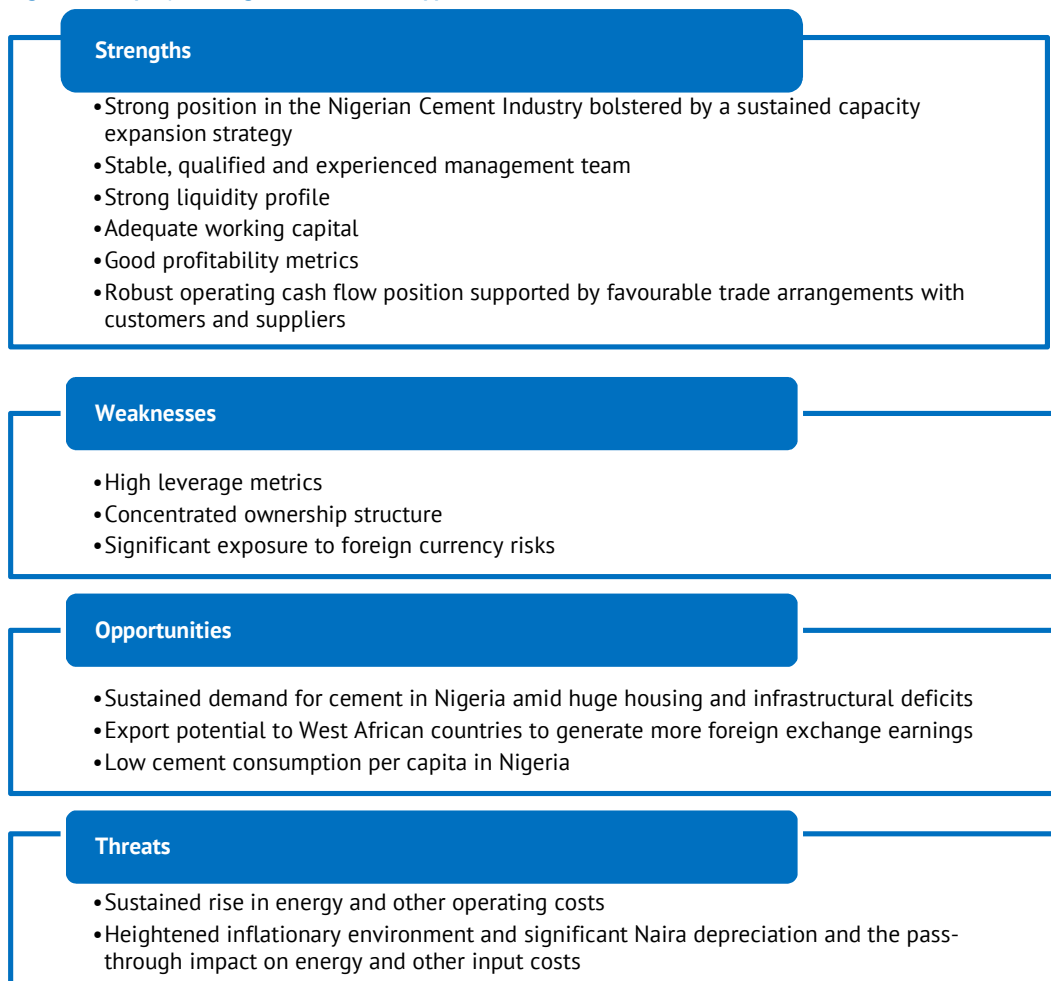 Strengths
•Strong position in the Nigerian Cement Industry bolstered by a sustained capacity
expansion strategy
•Stable, qualified and experienced management team
•Strong liquidity profile
•Adequate working capital
•Good profitability metrics
•Robust operating cash flow position supported by favourable trade arrangements with
customers and suppliers
Weaknesses
•High leverage metrics
•Concentrated ownership structure
•Significant exposure to foreign currency risks
Opportunities
•Sustained demand for cement in Nigeria amid huge housing and infrastructural deficits
•Export potential to West African countries to generate more foreign exchange earnings
•Low cement consumption per capita in Nigeria
Threats
•Sustained rise in energy and other operating costs
•Heightened inflationary environment and significant Naira depreciation and the pass-
through impact on energy and other input costs